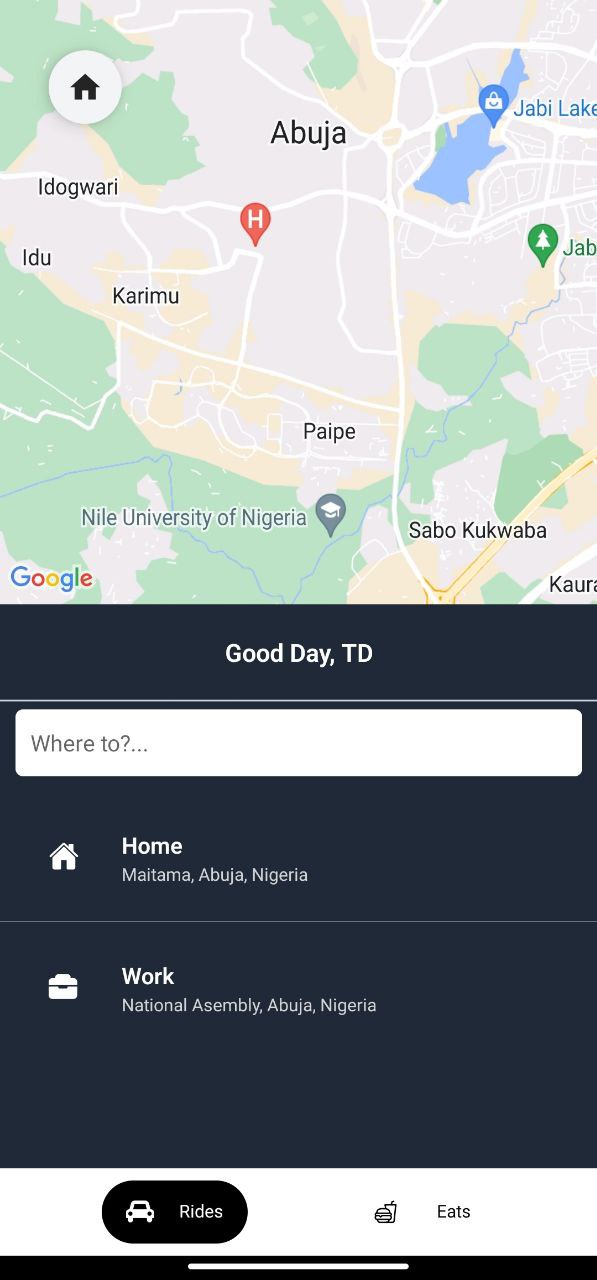 Jabi Lake
Abuja
Idogwari
H
Jab
Idu
Karimu
Paipe
Nile University of Nigeria
Sabo Kukwaba
Google
Kaura
Good Day, TD
Where to?...
Home
Maitama, Abuja, Nigeria
Work
National Asembly, Abuja, Nigeria
Rides
Eats